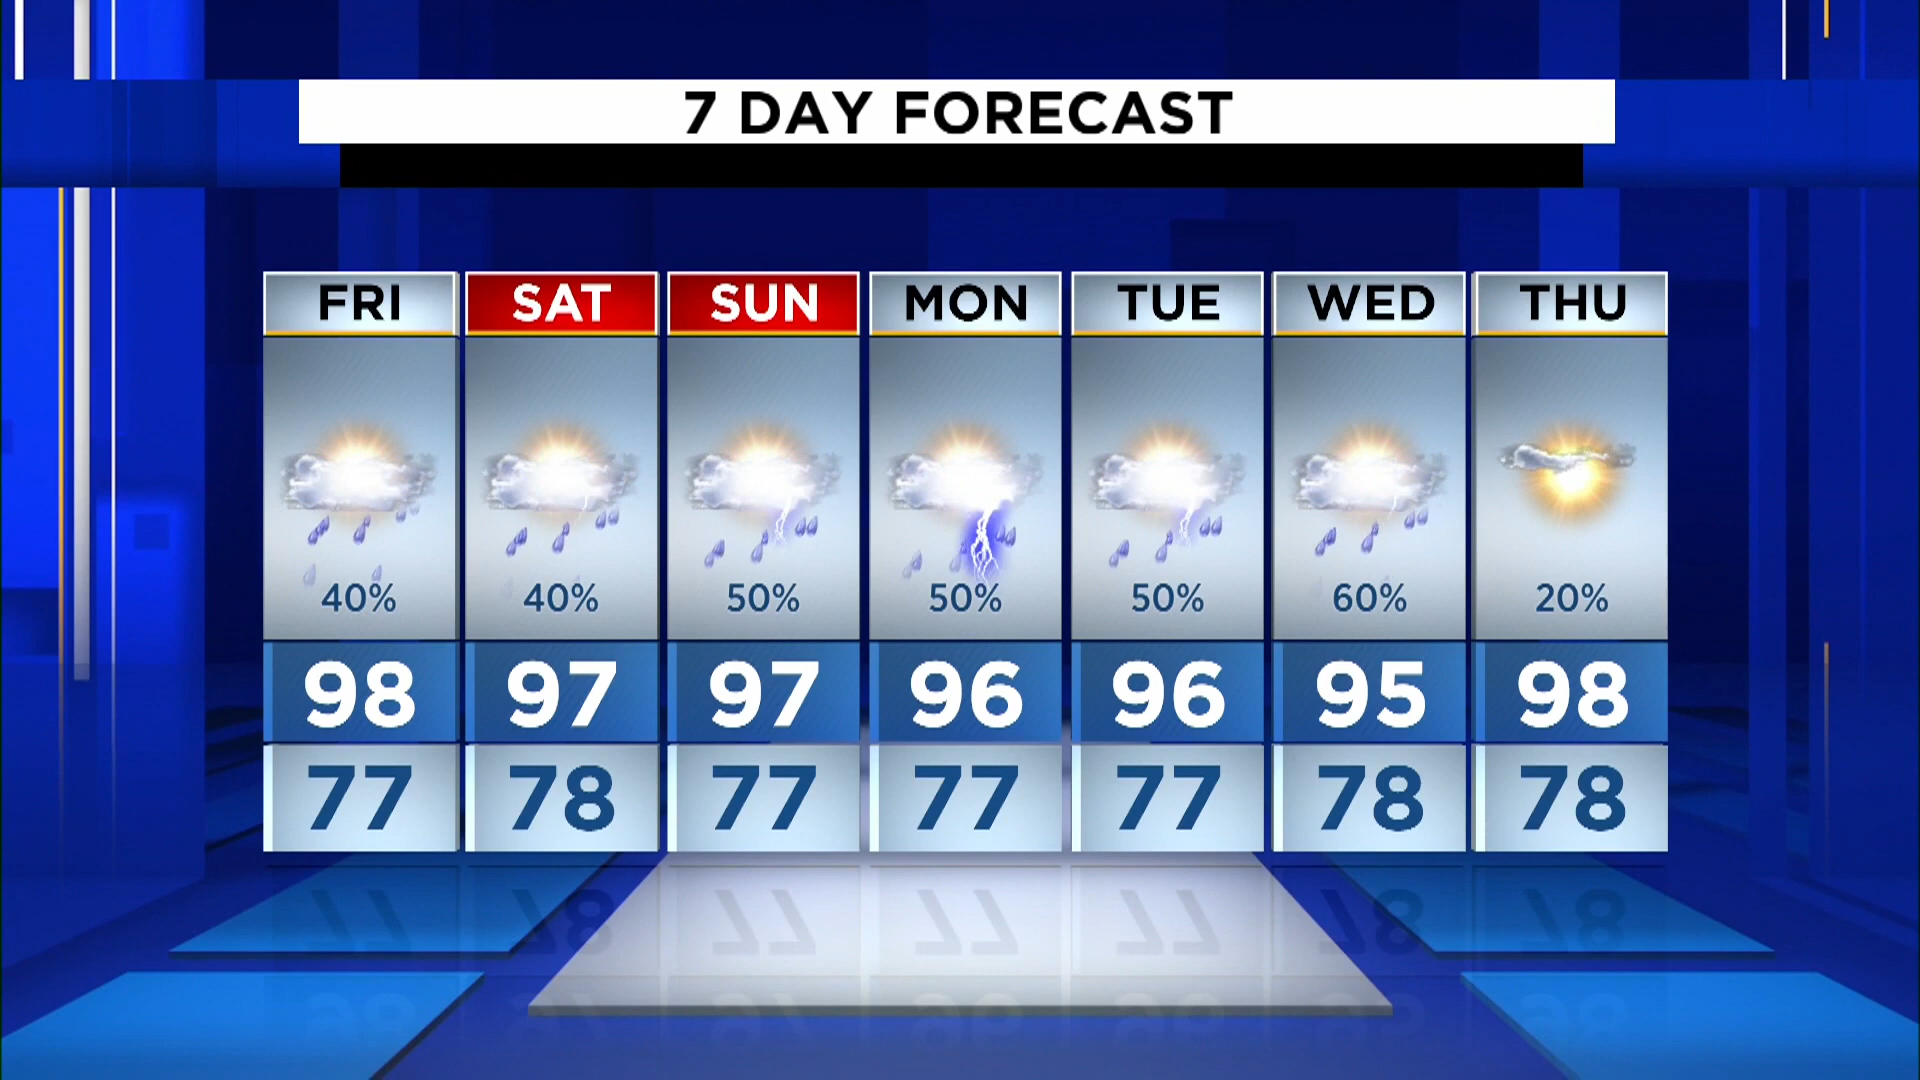 7 DAY FORECAST
FRI SAT SUN MON TUE WED THU
40% 40% 50% 50% 50% 60% 20%
98 97 97 96 96 95 98
77 78 77 77 77 78 78